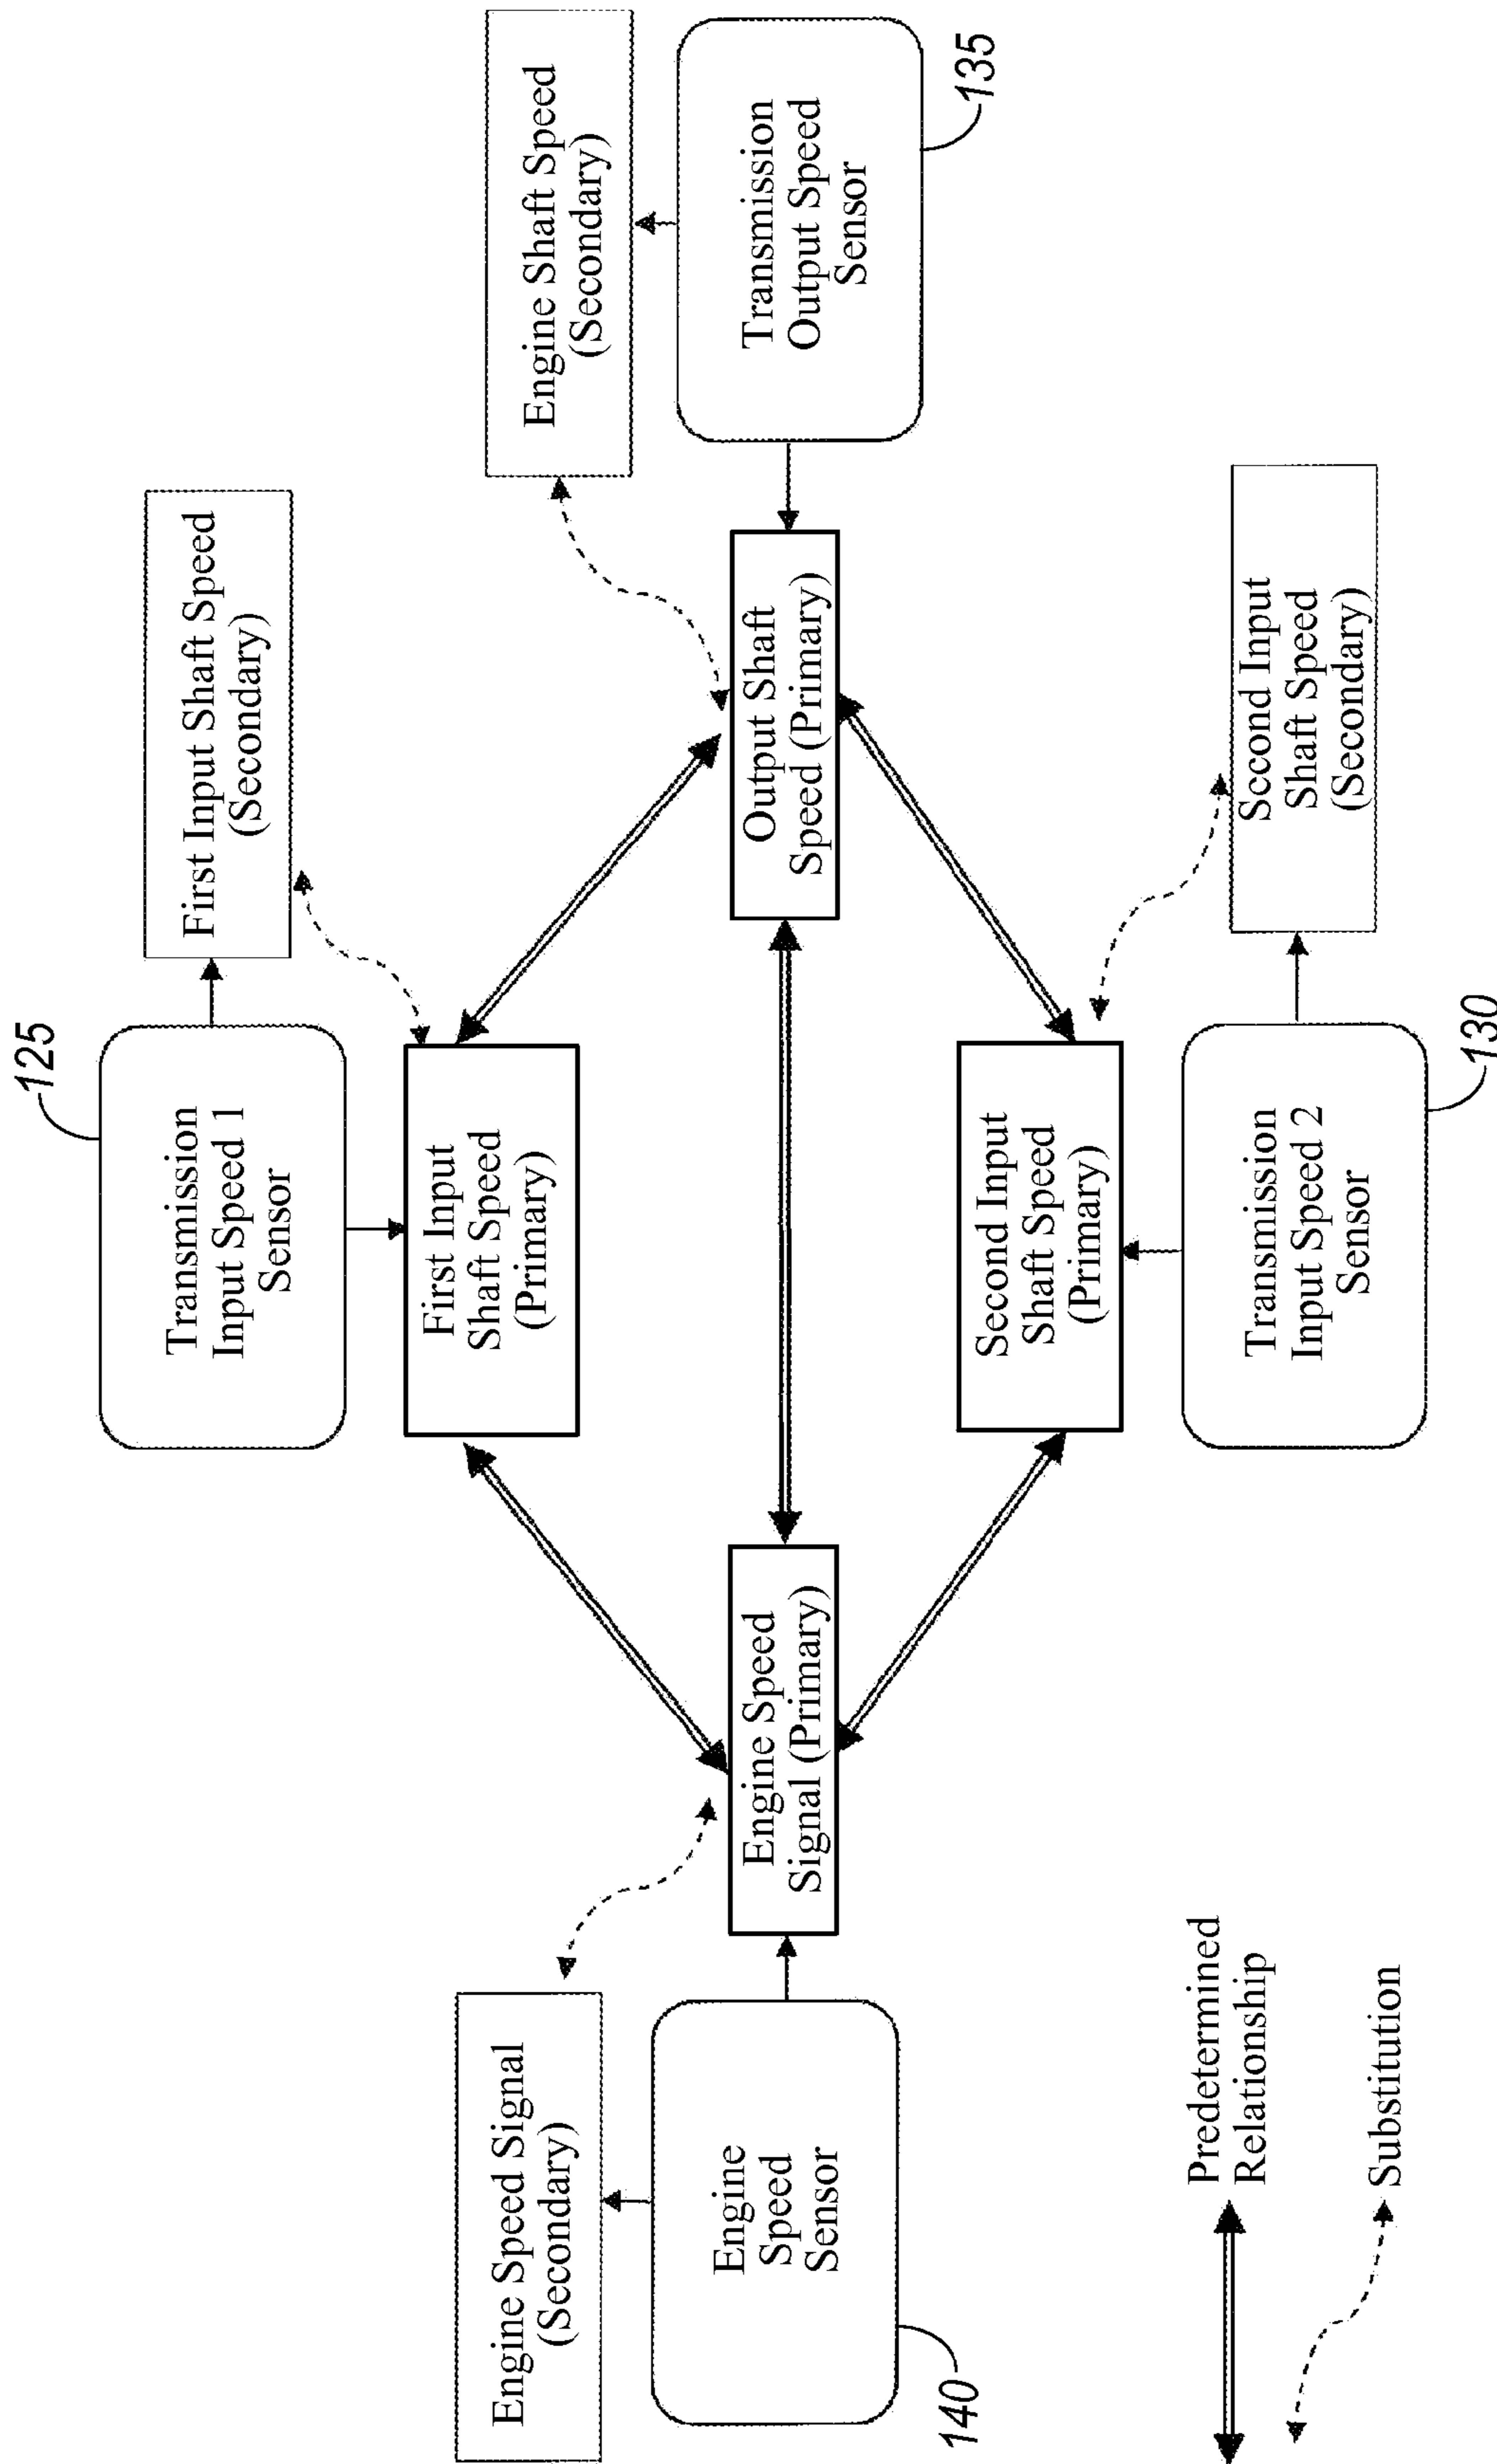 125
Transmission
Input Speed 1
Sensor
First Input Shaft Speed
(Secondary)
First Input
Shaft Speed
(Primary)
Engine Speed Signal
(Secondary)
Engine
Speed
Sensor
140
Engine Speed
Signal (Primary)
Output Shaft
Speed (Primary)
Engine Shaft Speed
(Secondary)
Transmission
Output Speed
Sensor
135
Second Input
Shaft Speed
(Primary)
Transmission
Input Speed 2
Sensor
130
Second Input
Shaft Speed
(Secondary)
Predetermined
Relationship
Substitution